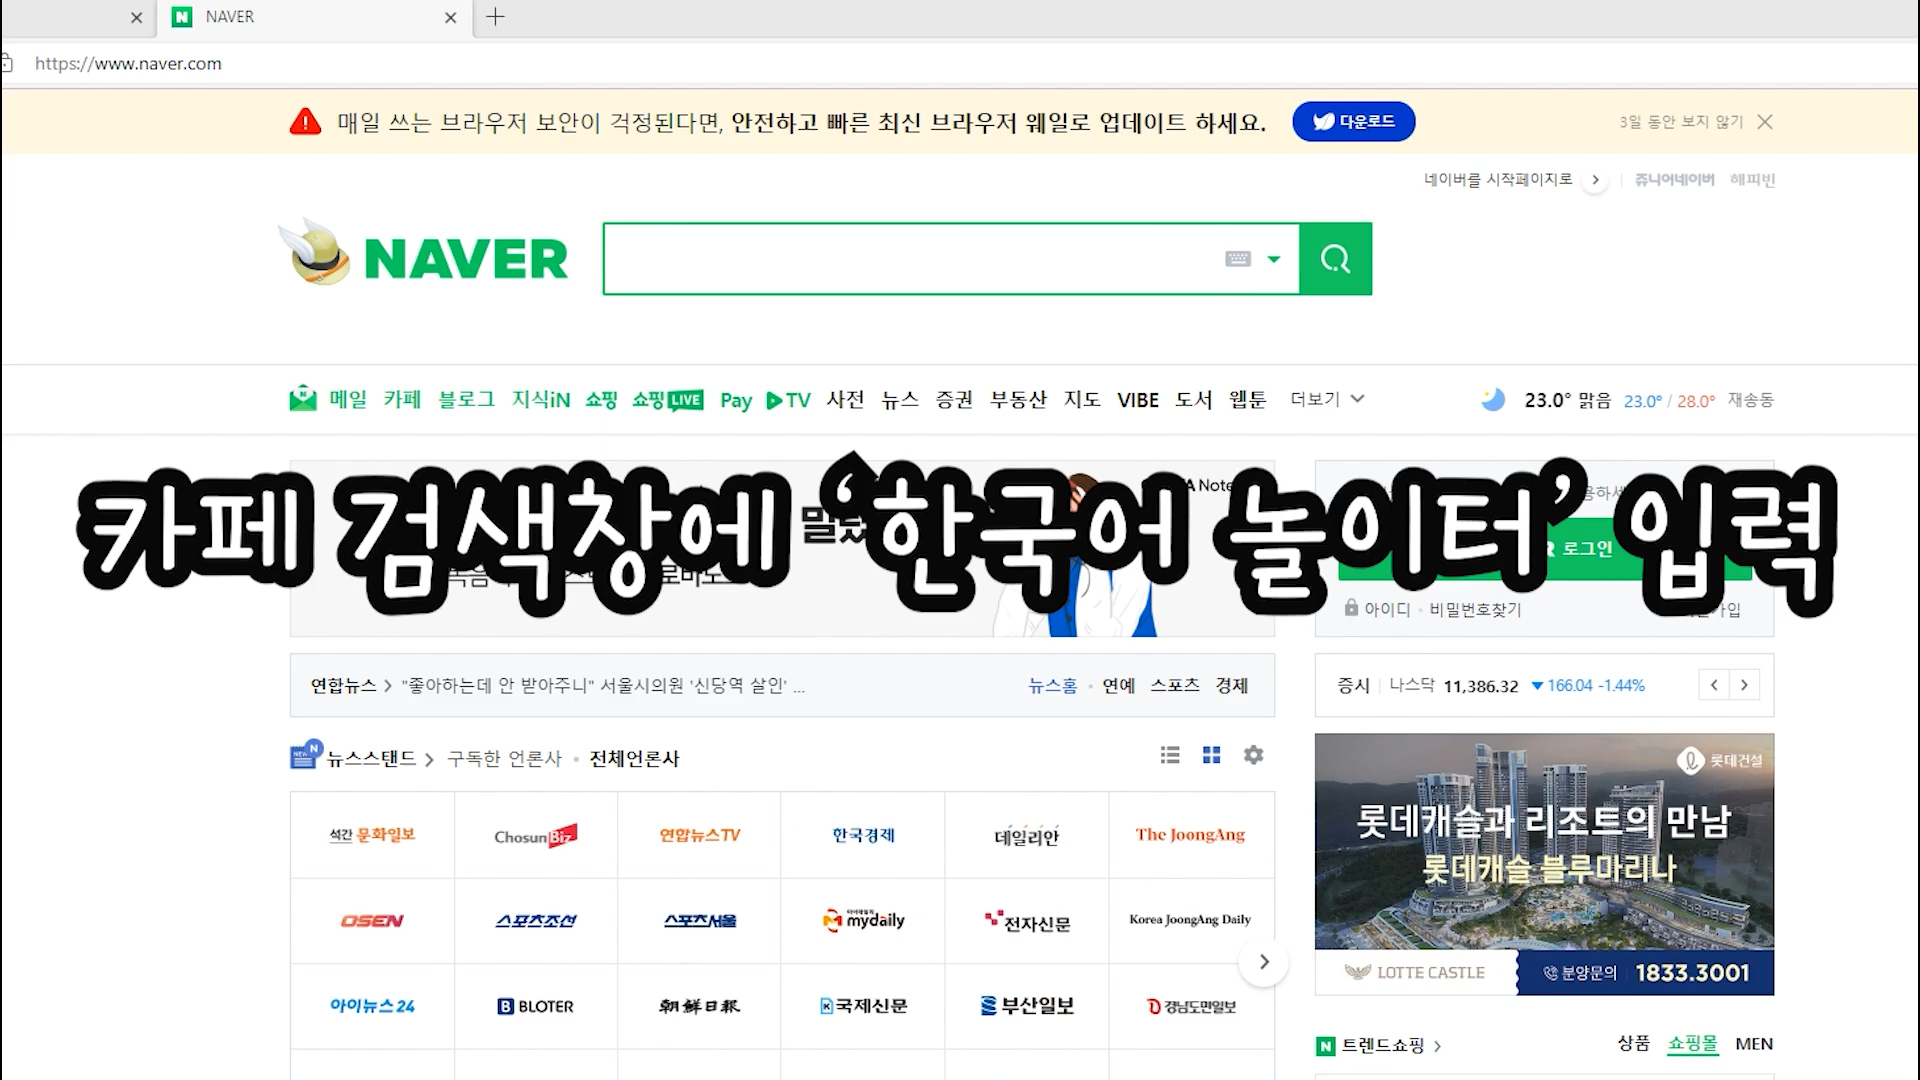 NAVER
https://www.naver.com
매일 쓰는 브라우저 보안이 걱정된다면, 안전하고 빠른 최신 브라우저 웨일로 업데이트 하세요.
다운로드
3일 동안 보지 않기
네이버를 시작페이지로
쥬니어네이버 해피빈
NAVER
메일 카페 블로그 지식iN 쇼핑 쇼핑LIVE Pay TV 사전 뉴스 증권 부동산 지도 VIBE 도서 웹툰 더보기
23.0° 맑음 23.0° / 28.0° 재송동
Note
카페 검색창에 ‘한국어 놀이터’ 입력
로그인
아이디 · 비밀번호찾기
연합뉴스 > "좋아하는데 안 받아주니" 서울시의원 '신당역 살인' ...
뉴스홈 · 연예 스포츠 경제
증시 나스닥 11,386.32 ▼166.04 -1.44%
NEW N
뉴스스탠드 > 구독한 언론사 · 전체언론사
석간 문화일보
ChosunBiz
연합뉴스TV
한국경제
데일리안
The JoongAng
OSEN
스포츠조선
스포츠서울
마이데일리 mydaily
전자신문
Korea JoongAng Daily
아이뉴스24
BLOTER
朝鮮日報
국제신문
부산일보
경남도민일보
롯데건설
롯데캐슬과 리조트의 만남
롯데캐슬 블루마리나
LOTTE CASTLE
분양문의 1833.3001
트렌드쇼핑 >
상품 쇼핑몰 MEN